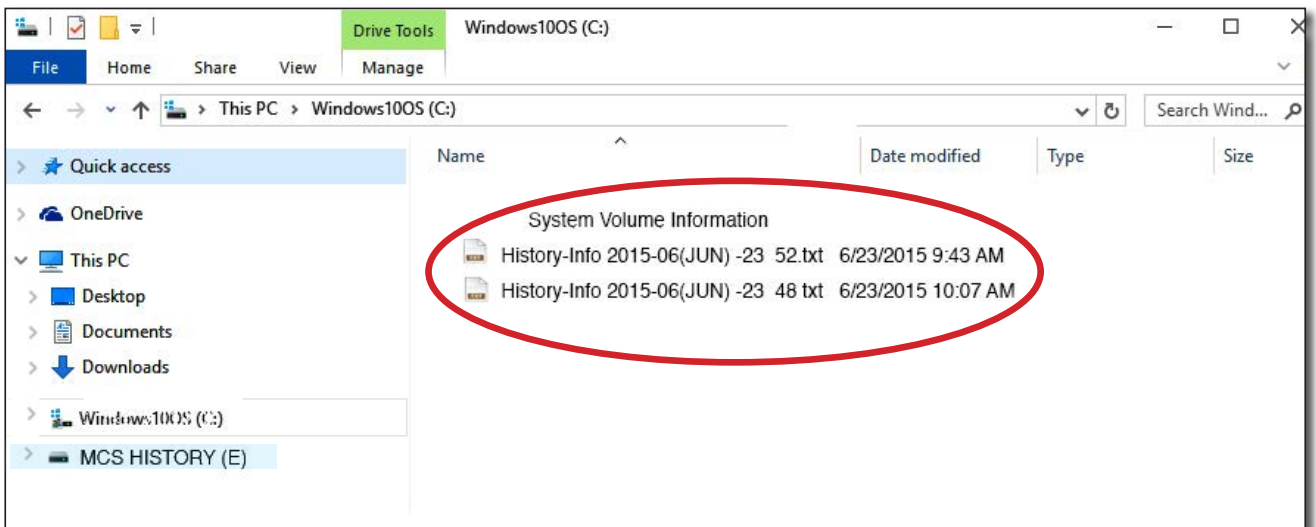 Drive Tools Windows10OS (C:)
File Home Share View Manage
This PC > Windows10OS (C:) Search Wind...
Name Date modified Type Size
Quick access
OneDrive
This PC
Desktop
Documents
Downloads
Windows10OS (C:)
MCS HISTORY (E)
System Volume Information
History-Info 2015-06(JUN) -23 52.txt 6/23/2015 9:43 AM
History-Info 2015-06(JUN) -23 48 txt 6/23/2015 10:07 AM